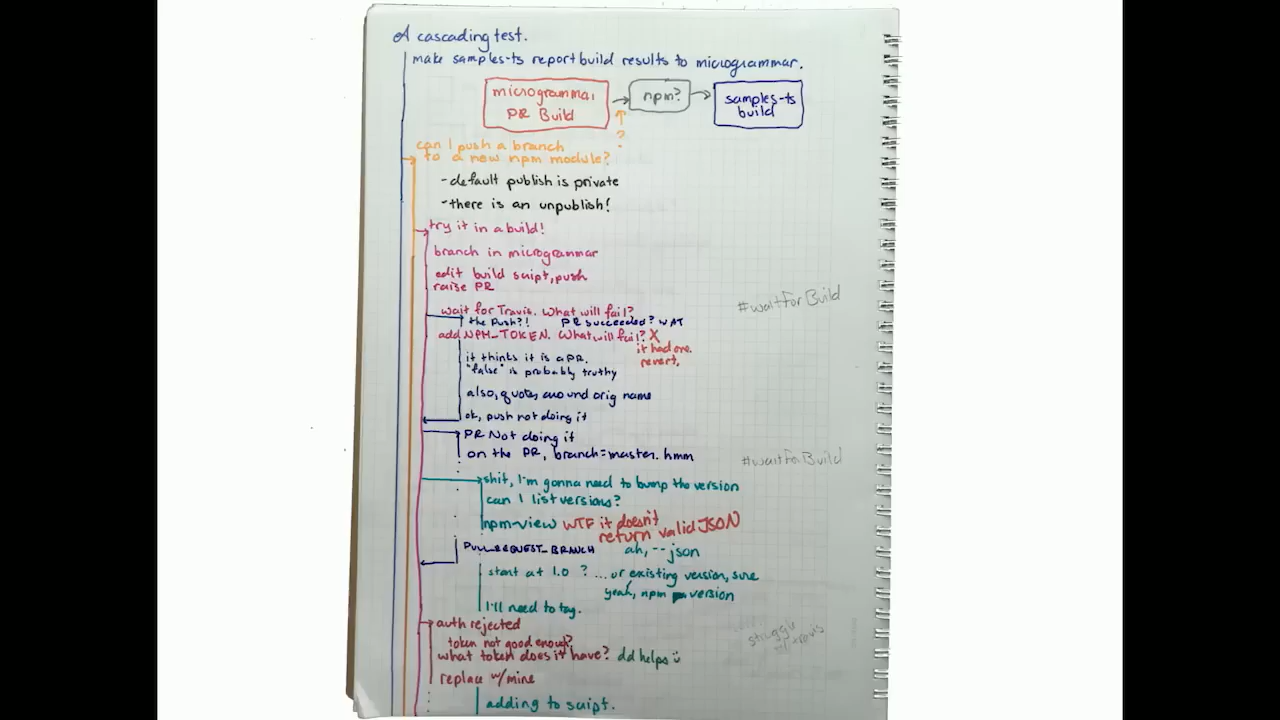 A cascading test.
make samples-ts report build results to microgrammar.
microgrammar
PR Build
npm?
samples-ts
build
?
can I push a branch
to a new npm module?
- default publish is private
- there is an unpublish!
try it in a build!
branch in microgrammar
edit build script, push
raise PR
#waitForBuild
wait for Travis. What will fail?
the Push?! PR succeeded? WAT
add NPM_TOKEN. What will fail? X
it had one.
revert,
it thinks it is a PR.
"false" is probably truthy
also, quotes around orig name
ok, push not doing it
PR Not doing it
on the PR, branch=master. hmm
#waitForBuild
shit, I'm gonna need to bump the version
can I list versions?
npm-view WTF it doesn't
return valid JSON
PULL_REQUEST_BRANCH ah, --json
start at 1.0 ? ...or existing version, sure
yeah, npm version
I'll need to tag.
auth rejected
token not good enough?
what token does it have? dd helps
struggle
w/ travis
replace w/mine
adding to script.